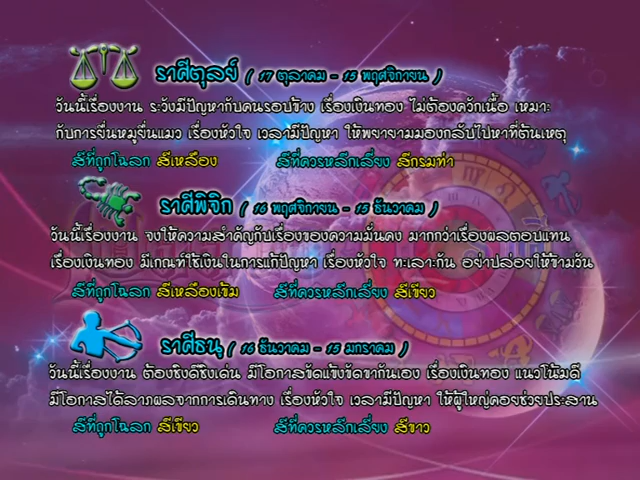 ราศีตุลย์ ( 17 ตุลาคม - 15 พฤศจิกายน )
วันนี้เรื่องงาน ระวังมีปัญหากับคนรอบข้าง เรื่องเงินทอง ไม่ต้องควักเนื้อ เหมาะ
กับการยื่นหมูยื่นแมว เรื่องหัวใจ เวลามีปัญหา ให้พยายามมองกลับไปหาที่ต้นเหตุ
สีที่ถูกโฉลก สีเหลือง สีที่ควรหลีกเลี่ยง สีกรมท่า
ราศีพิจิก ( 16 พฤศจิกายน - 15 ธันวาคม )
วันนี้เรื่องงาน จงให้ความสำคัญกับเรื่องของความมั่นคง มากกว่าเรื่องผลตอบแทน
เรื่องเงินทอง มีเกณฑ์ใช้เงินในการแก้ปัญหา เรื่องหัวใจ ทะเลาะกัน อย่าปล่อยให้ข้ามวัน
สีที่ถูกโฉลก สีเหลืองเข้ม สีที่ควรหลีกเลี่ยง สีเขียว
ราศีธนู ( 16 ธันวาคม - 15 มกราคม )
วันนี้เรื่องงาน ต้องชิงดีชิงเด่น มีโอกาสขัดแข้งขัดขากันเอง เรื่องเงินทอง แนวโน้มดี
มีโอกาสได้ลาภผลจากการเดินทาง เรื่องหัวใจ เวลามีปัญหา ให้ผู้ใหญ่คอยช่วยประสาน
สีที่ถูกโฉลก สีเขียว สีที่ควรหลีกเลี่ยง สีขาว